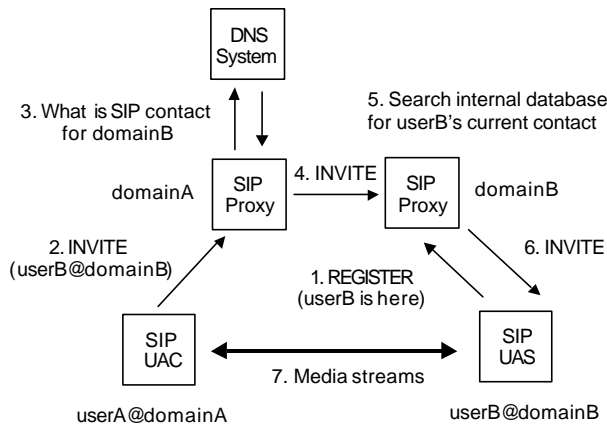 DNS
System
3. What is SIP contact
for domainB
5. Search internal database
for userB's current contact
domainA
SIP
Proxy
4. INVITE
SIP
Proxy
domainB
2. INVITE
(userB@domainB)
1. REGISTER
(userB is here)
6. INVITE
SIP
UAC
7. Media streams
SIP
UAS
userA@domainA
userB@domainB